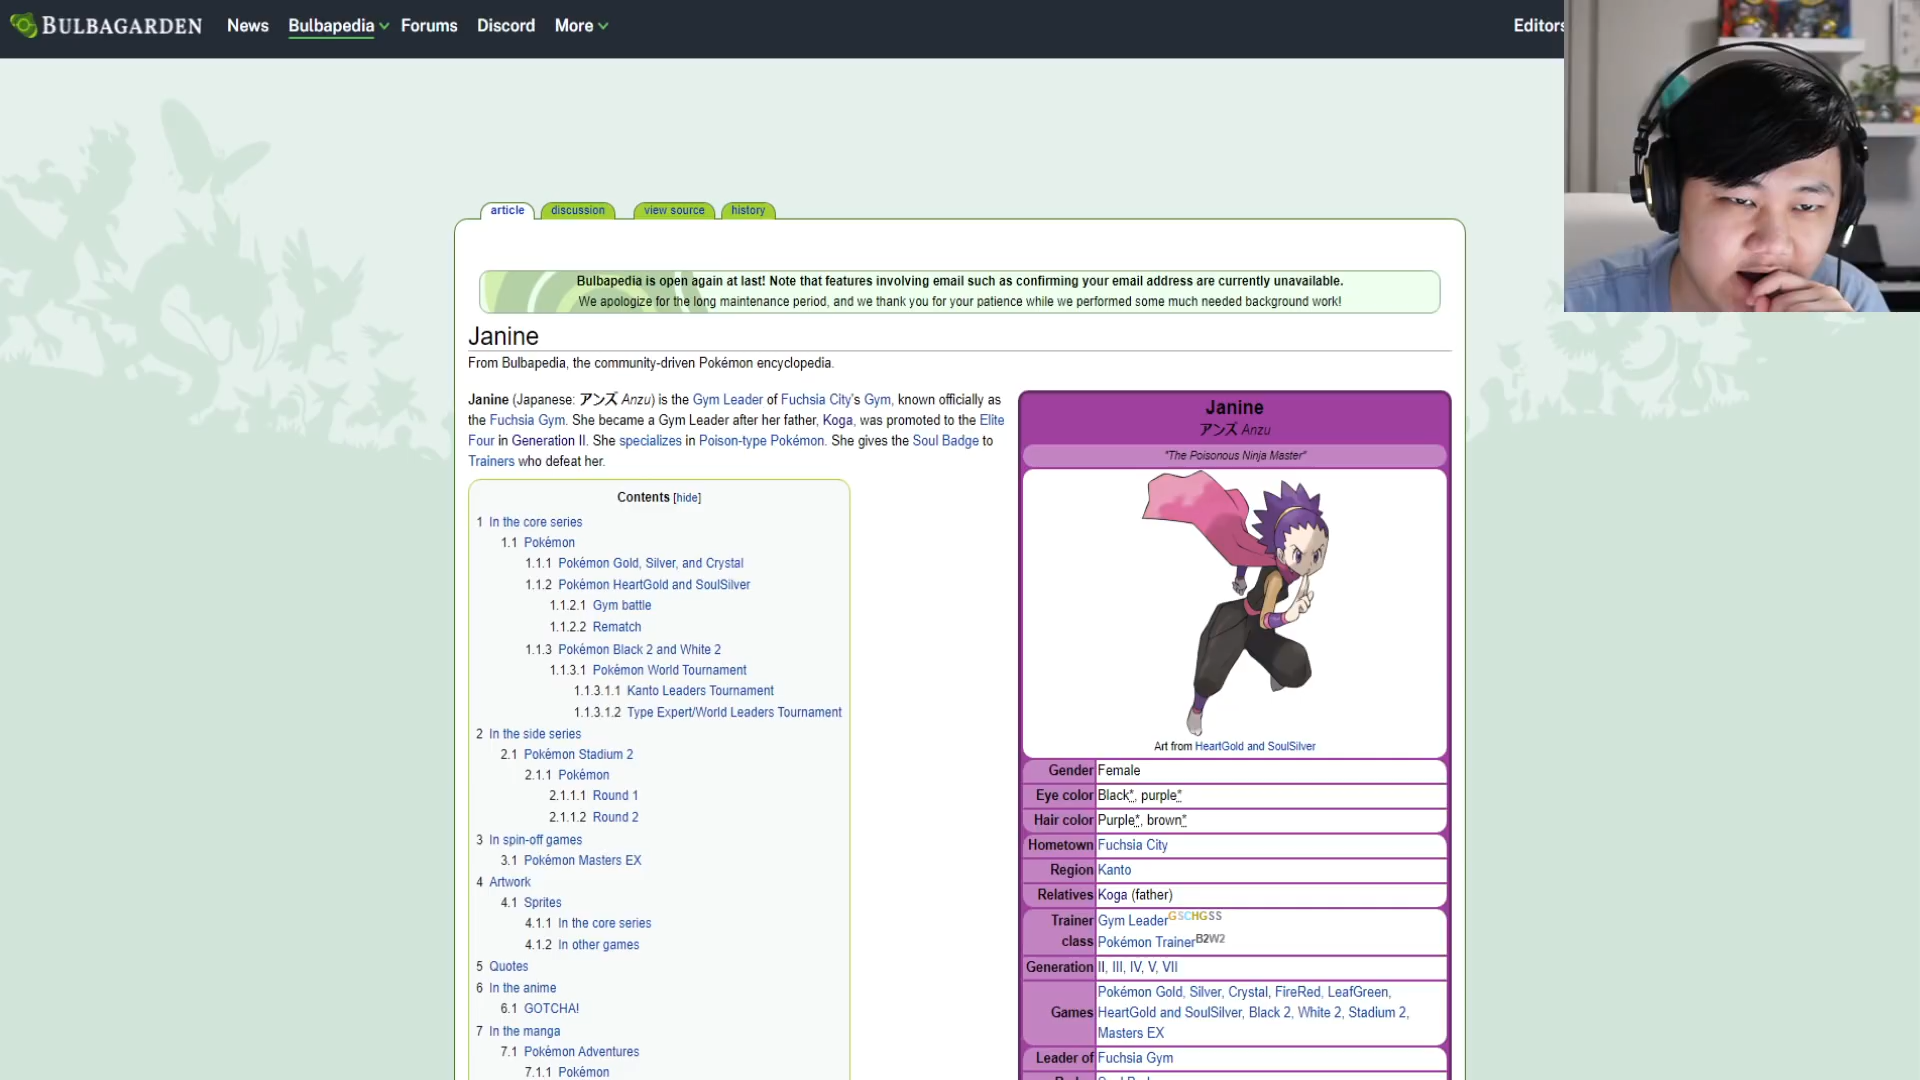 BULBAGARDEN News Bulbapedia Forums Discord More Editors
article discussion view source history
Bulbapedia is open again at last! Note that features involving email such as confirming your email address are currently unavailable.
We apologize for the long maintenance period, and we thank you for your patience while we performed some much needed background work!
Janine
From Bulbapedia, the community-driven Pokémon encyclopedia.
Janine (Japanese: アンズ Anzu) is the Gym Leader of Fuchsia City's Gym, known officially as
the Fuchsia Gym. She became a Gym Leader after her father, Koga, was promoted to the Elite
Four in Generation II. She specializes in Poison-type Pokémon. She gives the Soul Badge to
Trainers who defeat her.
Contents [hide]
1 In the core series
1.1 Pokémon
1.1.1 Pokémon Gold, Silver, and Crystal
1.1.2 Pokémon HeartGold and SoulSilver
1.1.2.1 Gym battle
1.1.2.2 Rematch
1.1.3 Pokémon Black 2 and White 2
1.1.3.1 Pokémon World Tournament
1.1.3.1.1 Kanto Leaders Tournament
1.1.3.1.2 Type Expert/World Leaders Tournament
2 In the side series
2.1 Pokémon Stadium 2
2.1.1 Pokémon
2.1.1.1 Round 1
2.1.1.2 Round 2
3 In spin-off games
3.1 Pokémon Masters EX
4 Artwork
4.1 Sprites
4.1.1 In the core series
4.1.2 In other games
5 Quotes
6 In the anime
6.1 GOTCHA!
7 In the manga
7.1 Pokémon Adventures
7.1.1 Pokémon
Janine
アンズ Anzu
"The Poisonous Ninja Master"
Art from HeartGold and SoulSilver
Gender Female
Eye color Black*, purple*
Hair color Purple*, brown*
Hometown Fuchsia City
Region Kanto
Relatives Koga (father)
Trainer Gym Leader GSCHGSS
class Pokémon Trainer B2W2
Generation II, III, IV, V, VII
Pokémon Gold, Silver, Crystal, FireRed, LeafGreen,
Games HeartGold and SoulSilver, Black 2, White 2, Stadium 2,
Masters EX
Leader of Fuchsia Gym